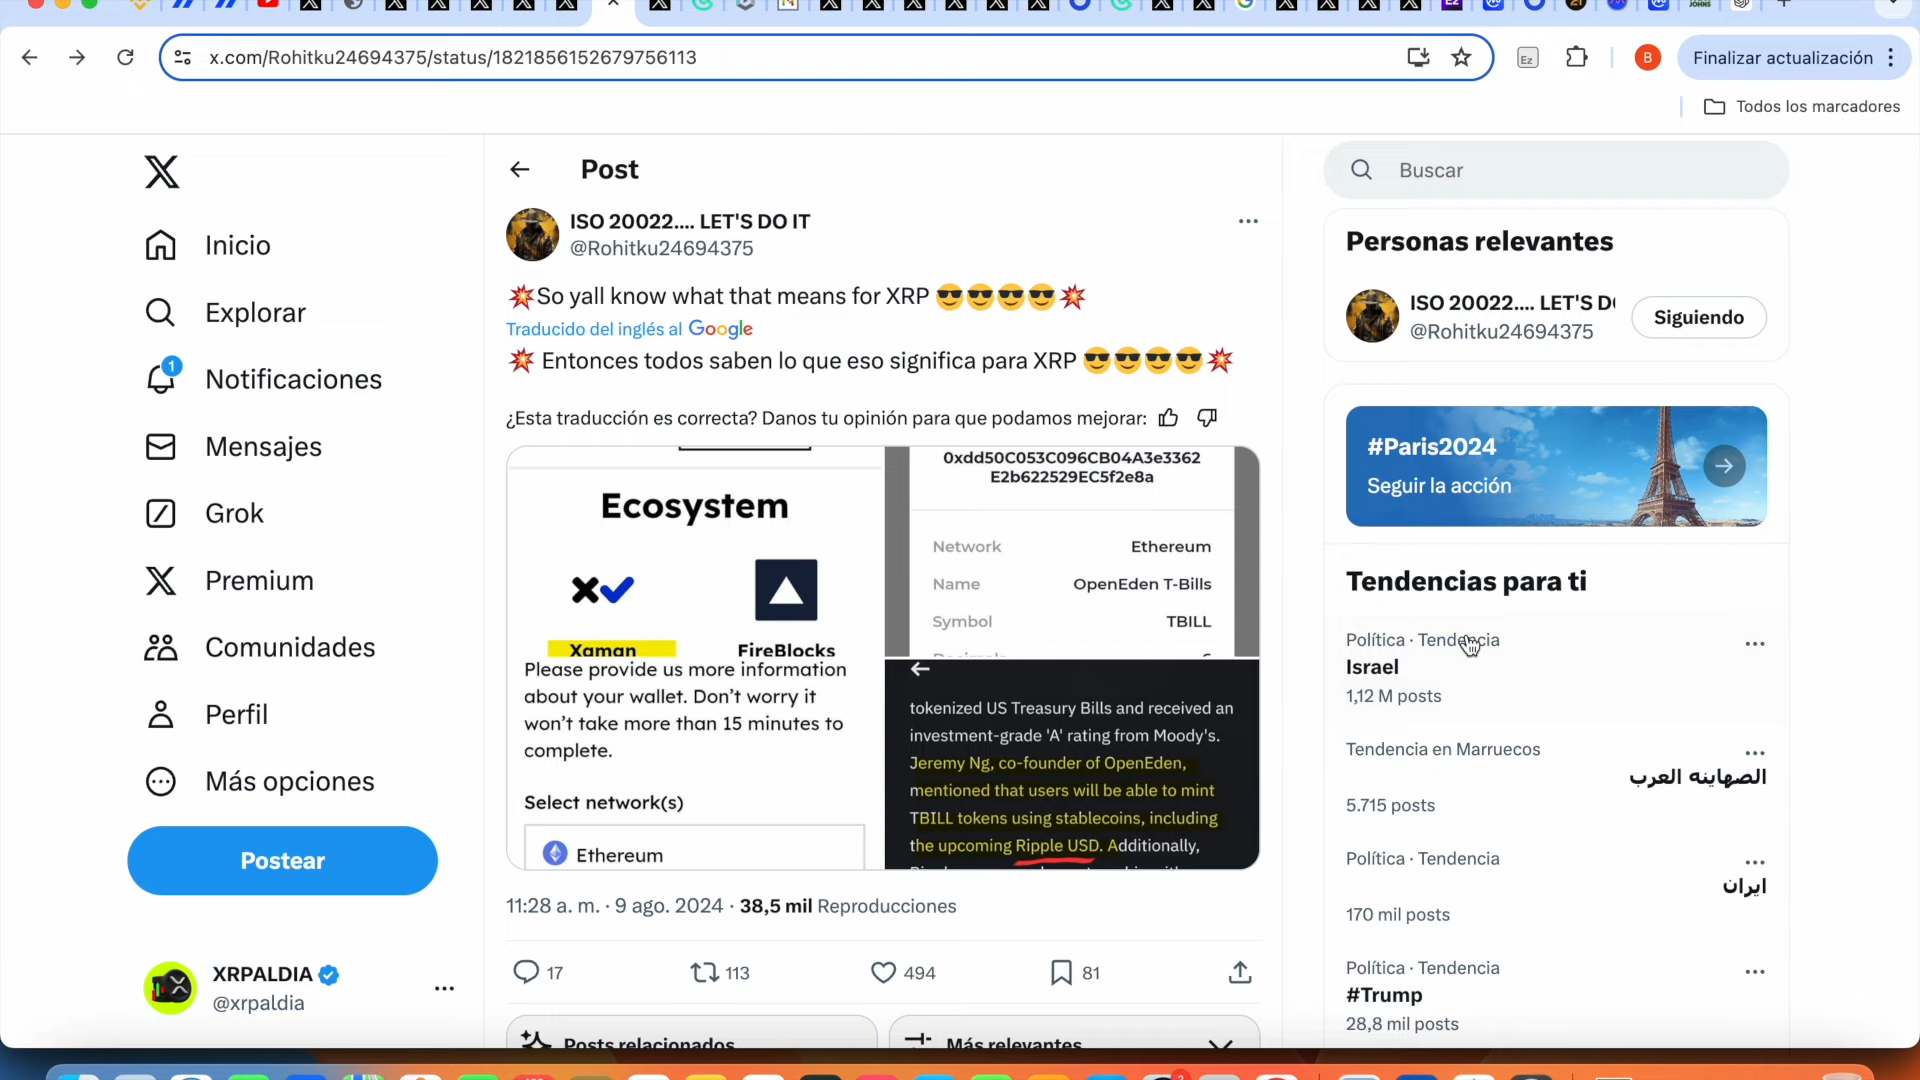 x.com/Rohitku24694375/status/1821856152679756113
Ez
B
Finalizar actualización
Todos los marcadores
Post
Buscar
ISO 20022.... LET'S DO IT
@Rohitku24694375
💥So yall know what that means for XRP 😎😎😎😎💥
Traducido del inglés al Google
💥 Entonces todos saben lo que eso significa para XRP 😎😎😎😎💥
¿Esta traducción es correcta? Danos tu opinión para que podamos mejorar:
Inicio
Explorar
1
Notificaciones
Mensajes
Grok
Premium
Comunidades
Perfil
Más opciones
Postear
XRPALDIA
@xrpaldia
Ecosystem
Xaman
FireBlocks
0xdd50C053C096CB04A3e3362
E2b622529EC5f2e8a
Network Ethereum
Name OpenEden T-Bills
Symbol TBILL
Please provide us more information
about your wallet. Don't worry it
won't take more than 15 minutes to
complete.
Select network(s)
Ethereum
tokenized US Treasury Bills and received an
investment-grade 'A' rating from Moody's.
Jeremy Ng, co-founder of OpenEden,
mentioned that users will be able to mint
TBILL tokens using stablecoins, including
the upcoming Ripple USD. Additionally,
11:28 a. m. · 9 ago. 2024 · 38,5 mil Reproducciones
17 113 494 81
Posts relacionados
Más relevantes
Personas relevantes
ISO 20022.... LET'S D
@Rohitku24694375
Siguiendo
#Paris2024
Seguir la acción
Tendencias para ti
Política · Tendencia
Israel
1,12 M posts
Tendencia en Marruecos
الصهاينه العرب
5.715 posts
Política · Tendencia
ايران
170 mil posts
Política · Tendencia
#Trump
28,8 mil posts